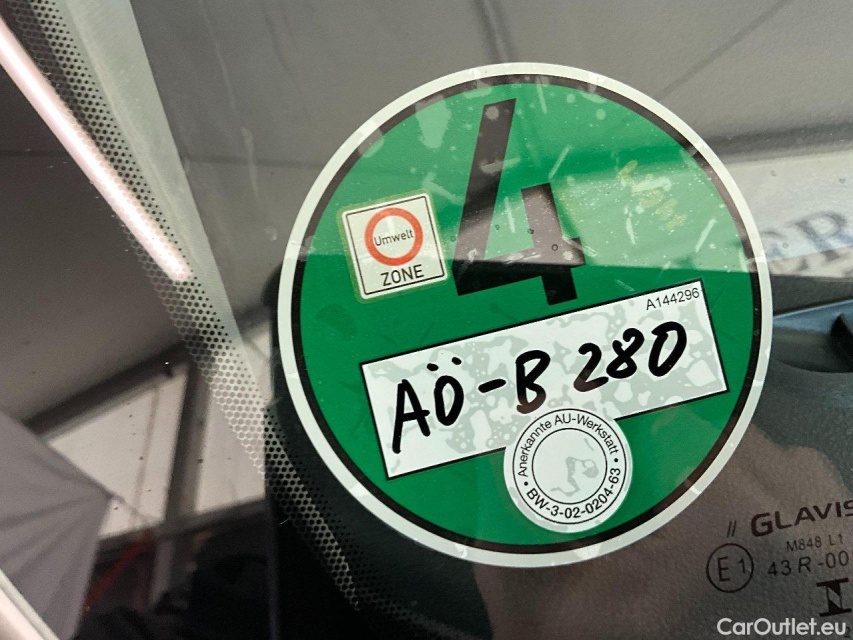 4
Umwelt
ZONE
A144296
AÖ-B 280
Anerkannte AU-Werkstatt
BW-3-02-0204-63
GLAVIS
M848 L1
E1
43R-00
CarOutlet.eu